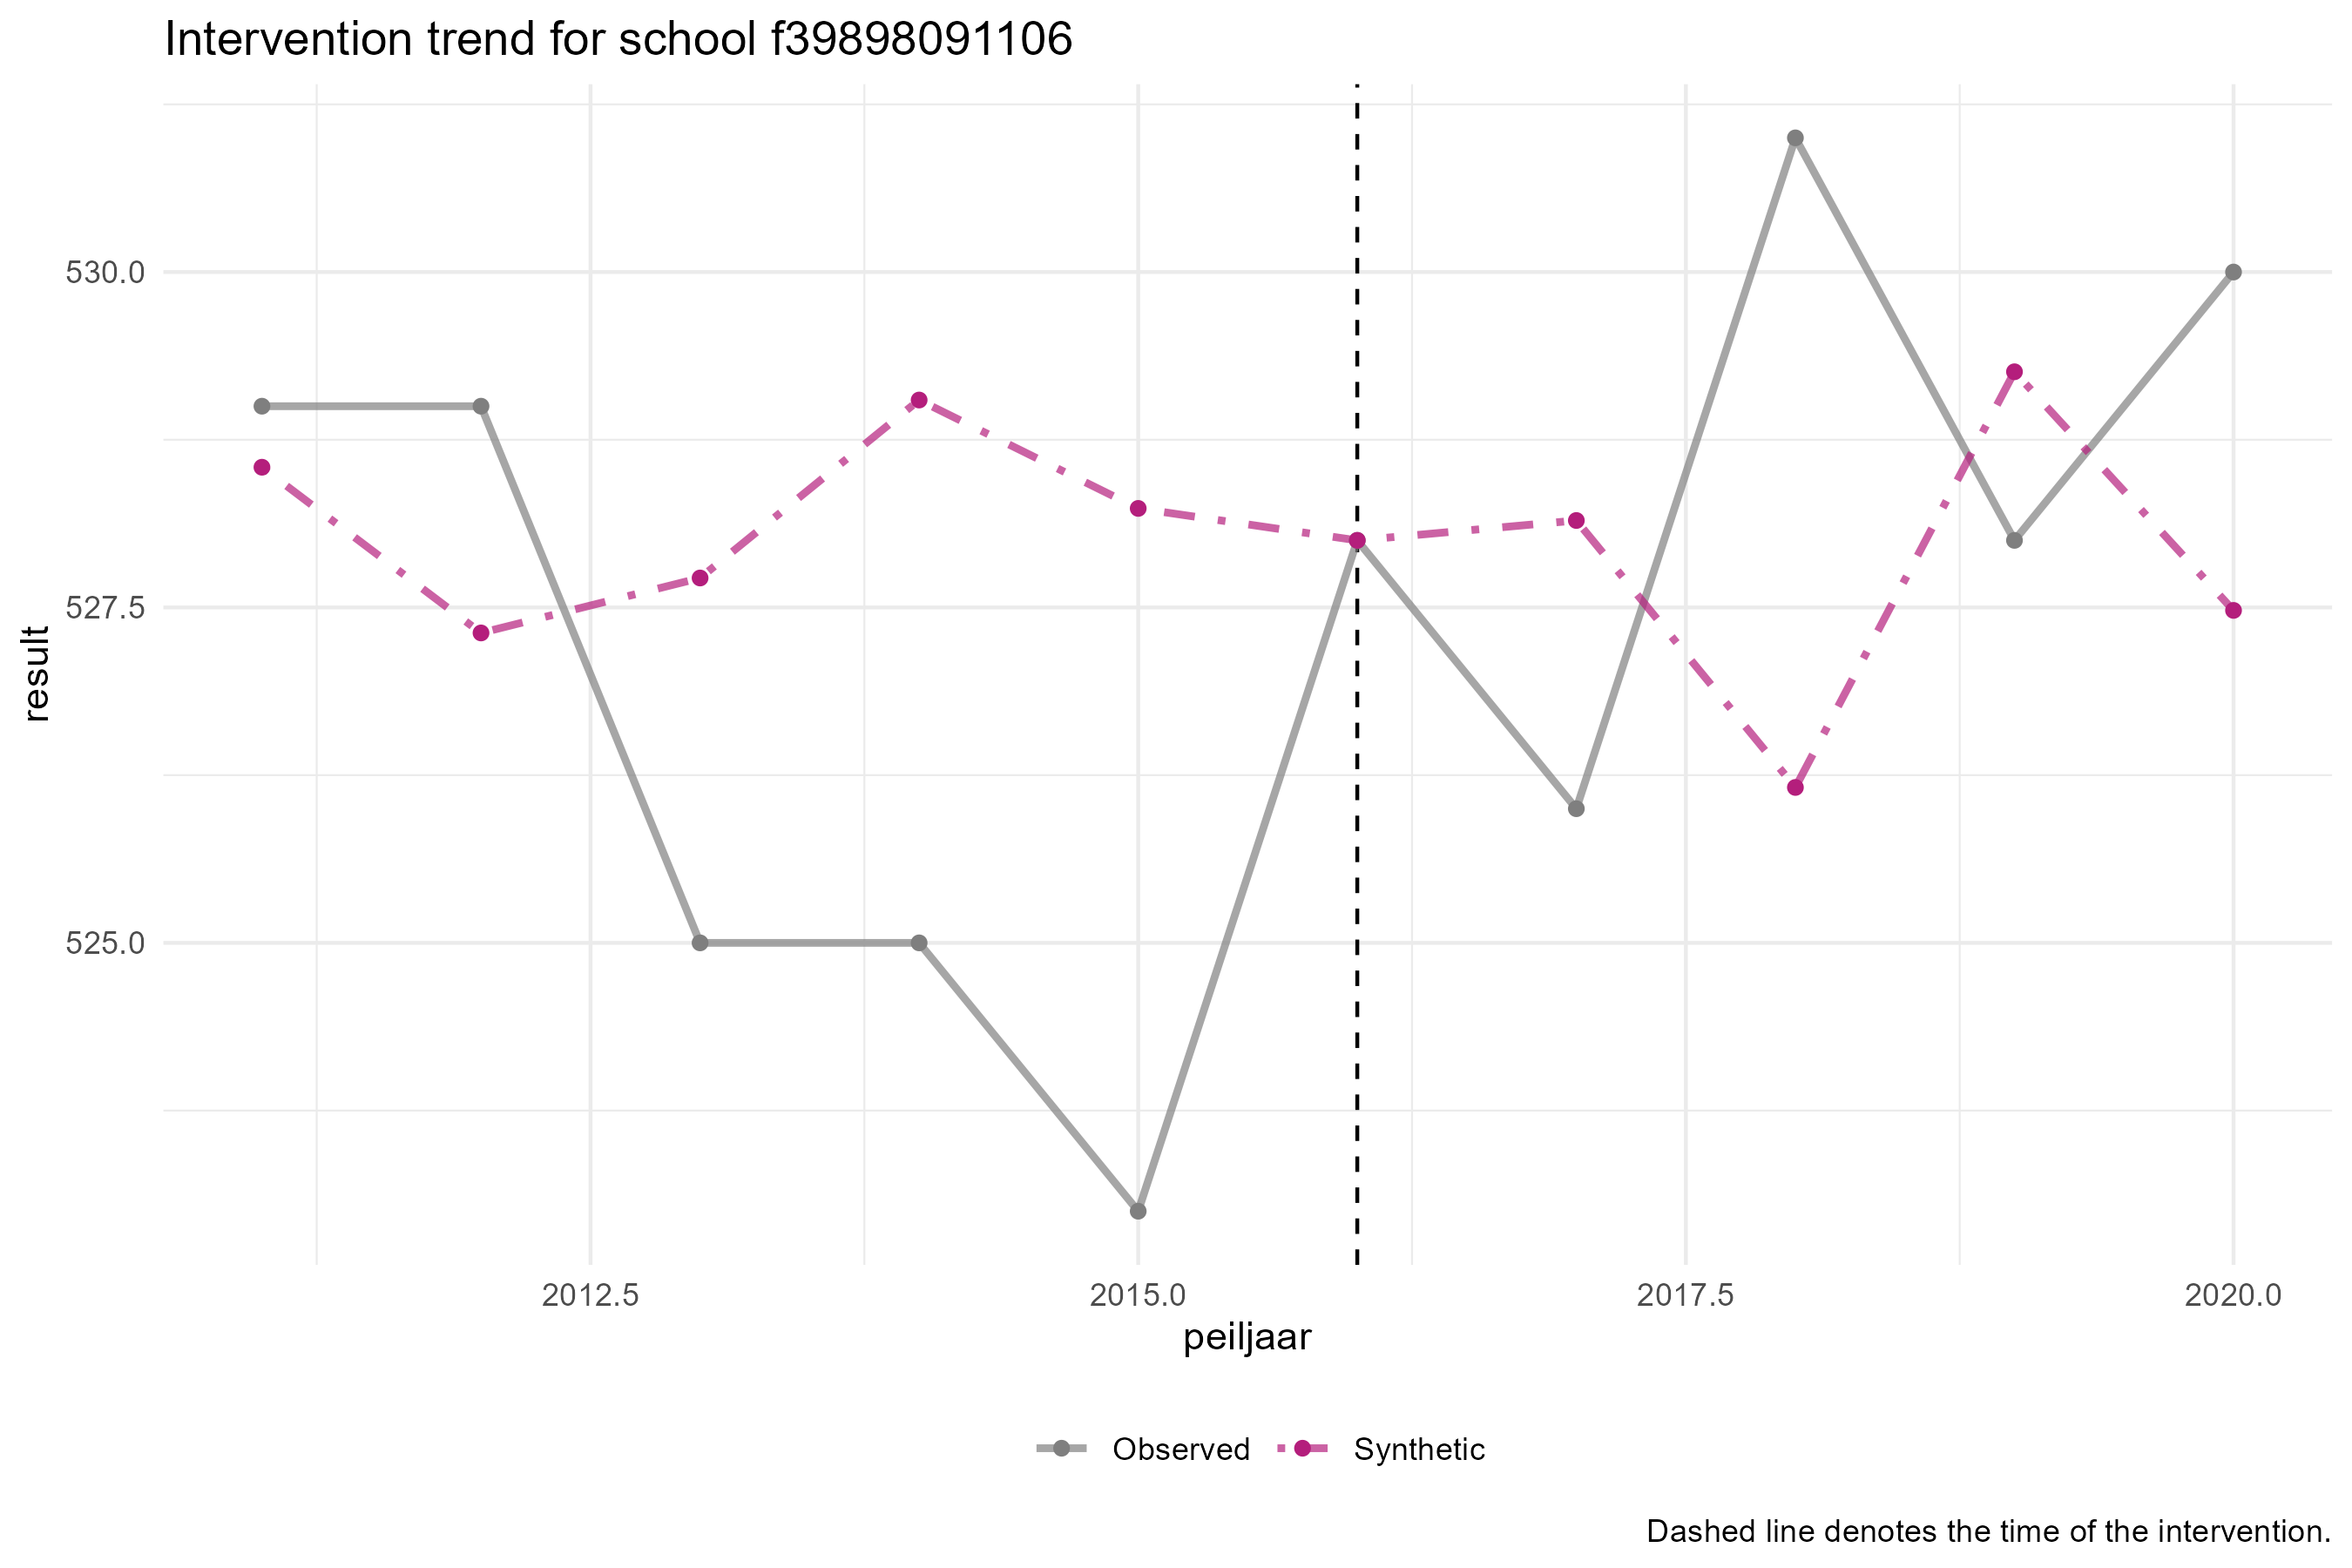 Intervention trend for school f39898091106
530.0
527.5
525.0
result
2012.5 2015.0 2017.5 2020.0
peiljaar
Observed Synthetic
Dashed line denotes the time of the intervention.